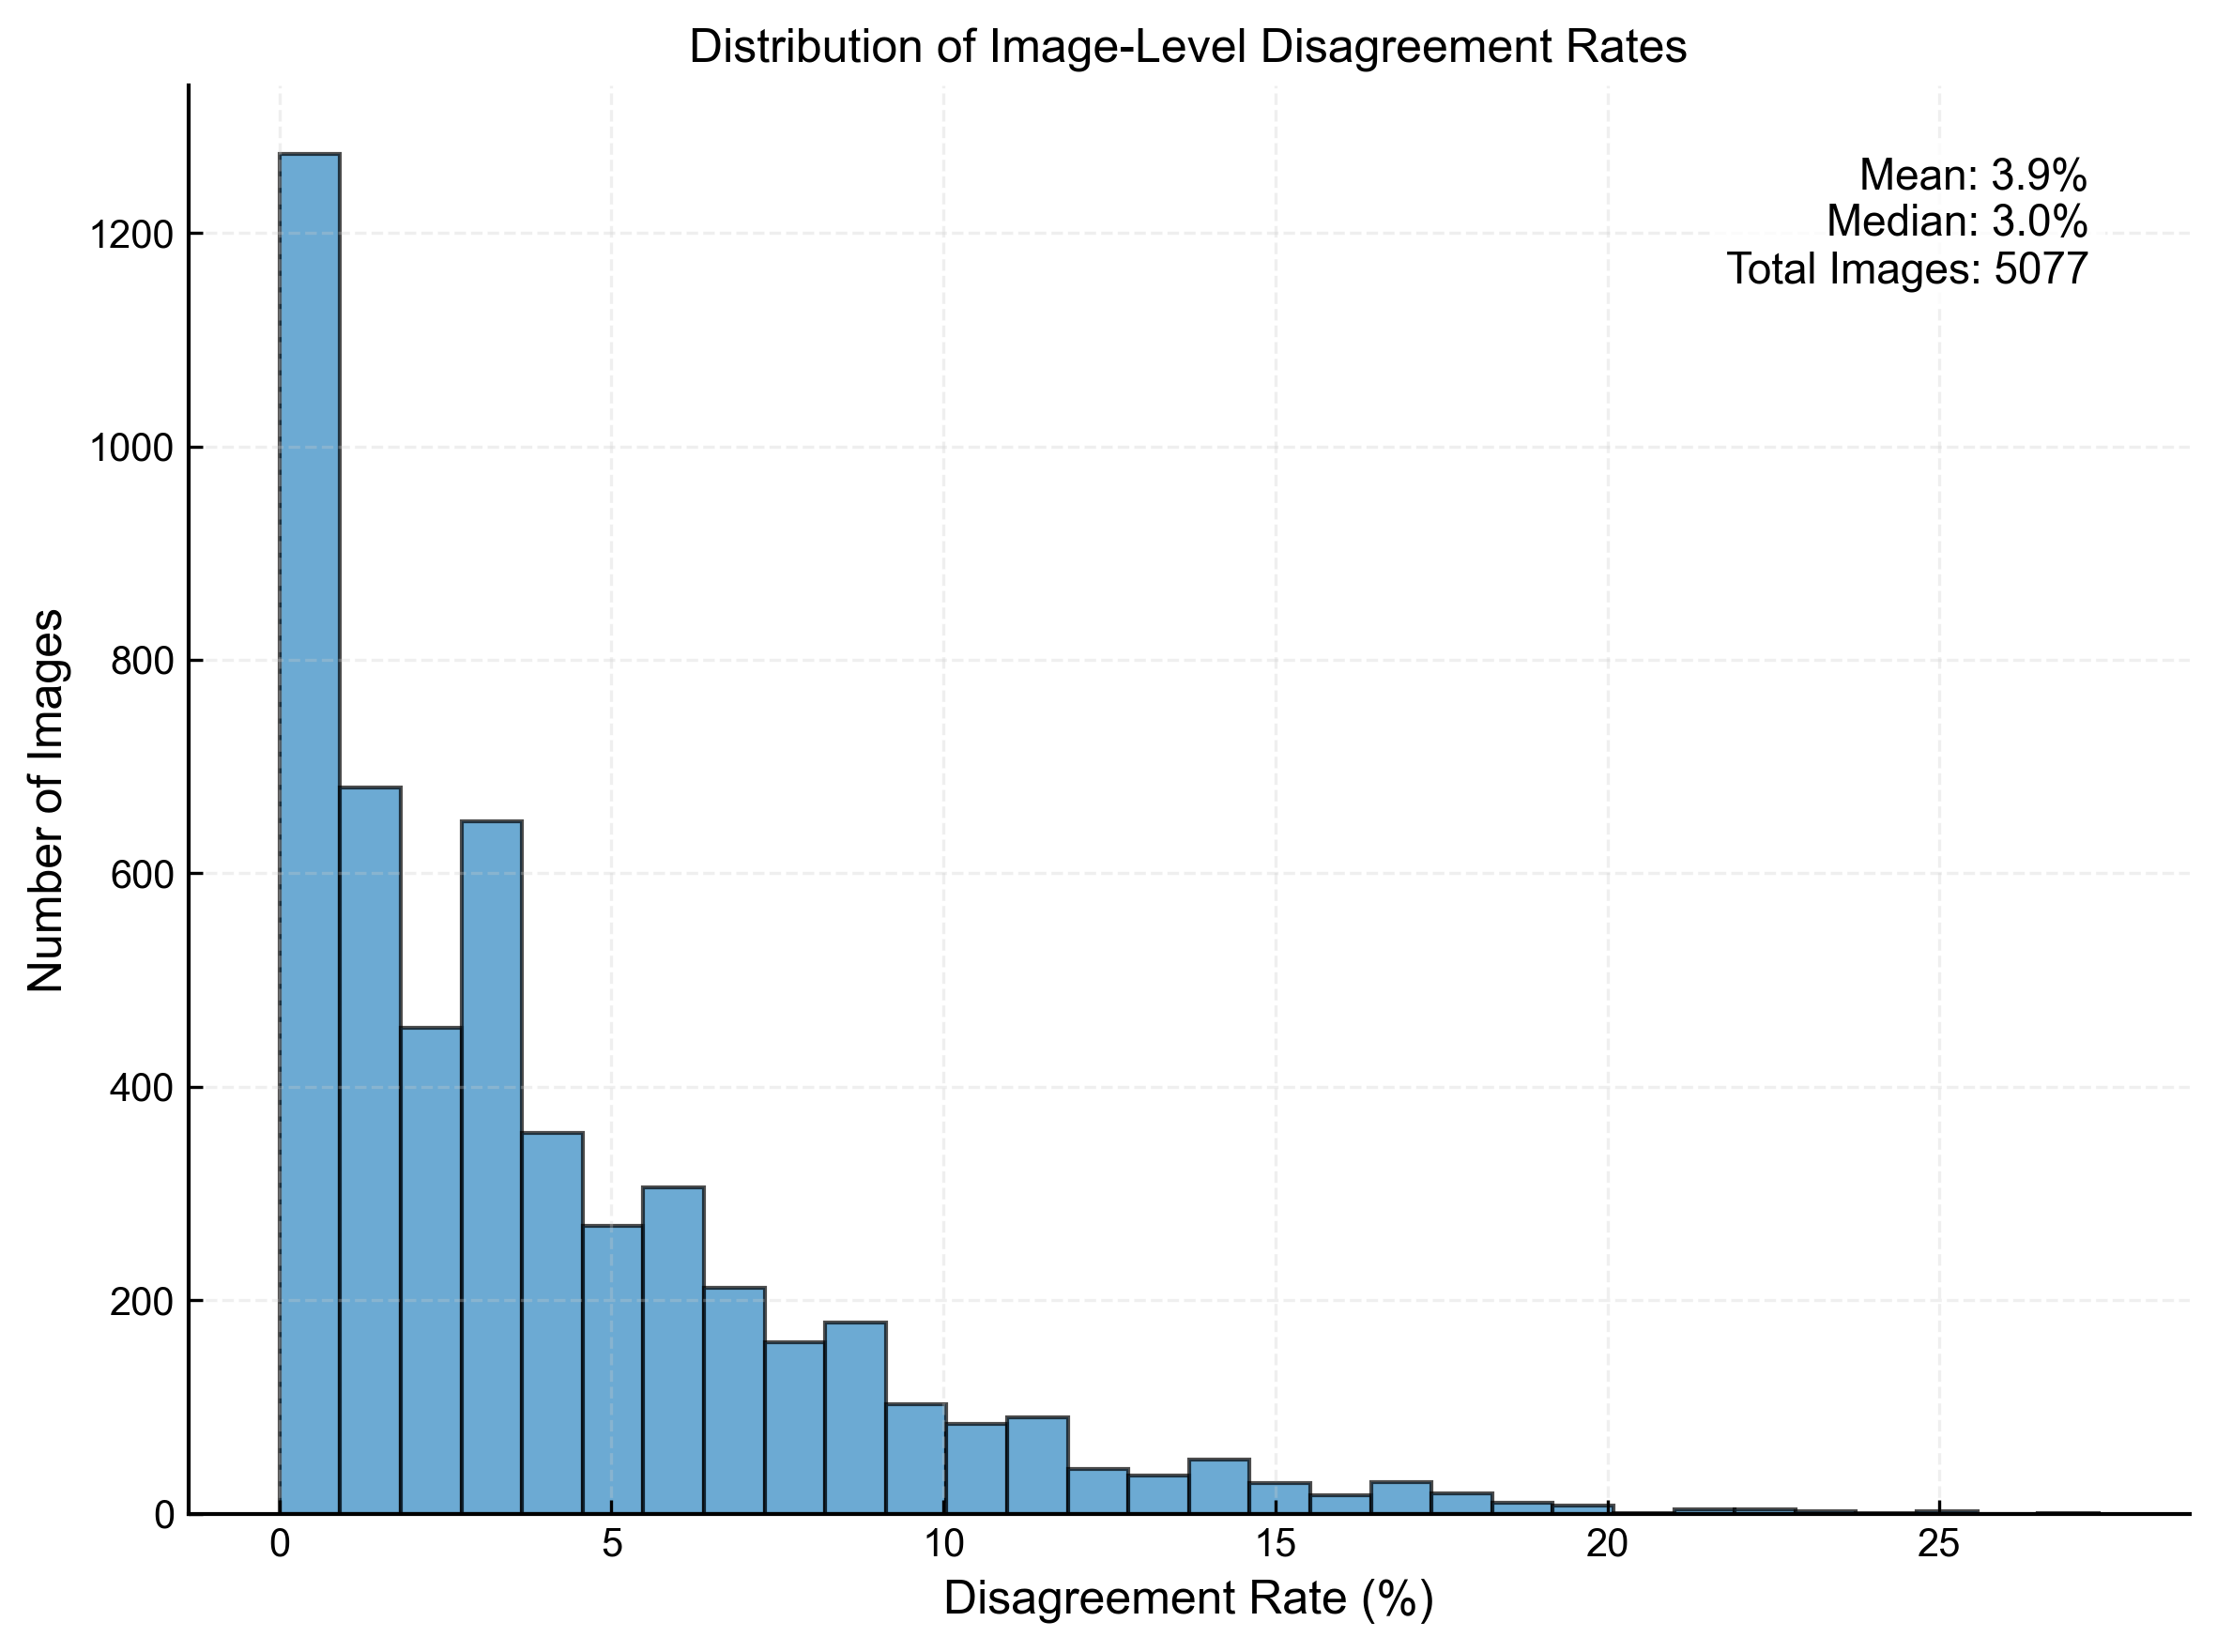 Distribution of Image-Level Disagreement Rates
Mean: 3.9%
Median: 3.0%
Total Images: 5077
Number of Images
1200
1000
800
600
400
200
0
0 5 10 15 20 25
Disagreement Rate (%)